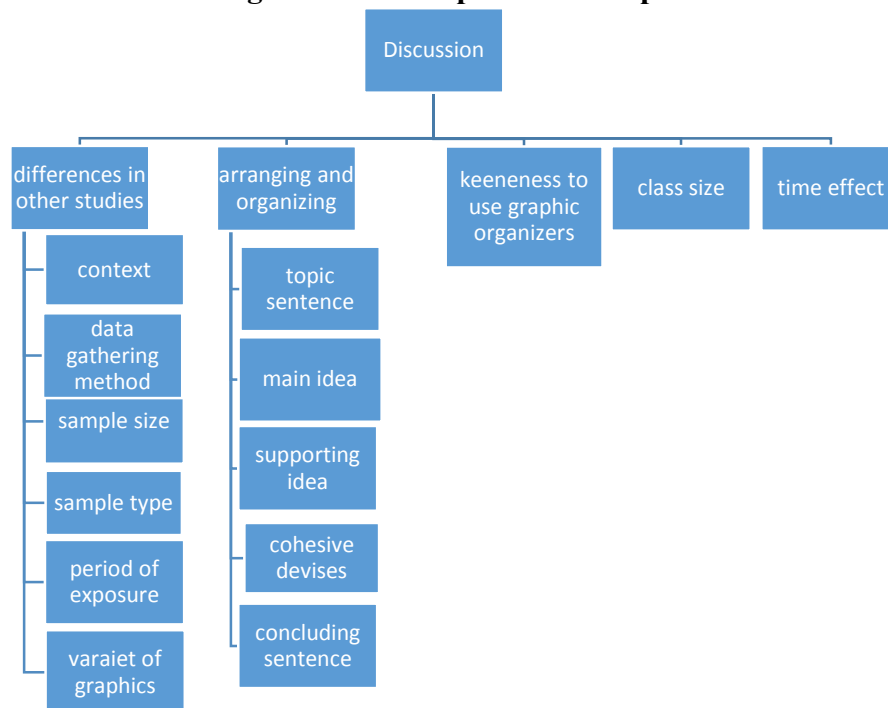 Discussion
differences in
other studies
context
data
gathering
method
sample size
sample type
period of
exposure
varaiet of
graphics
arranging and
organizing
topic
sentence
main idea
supporting
idea
cohesive
devises
concluding
sentence
keeneness to
use graphic
organizers
class size
time effect